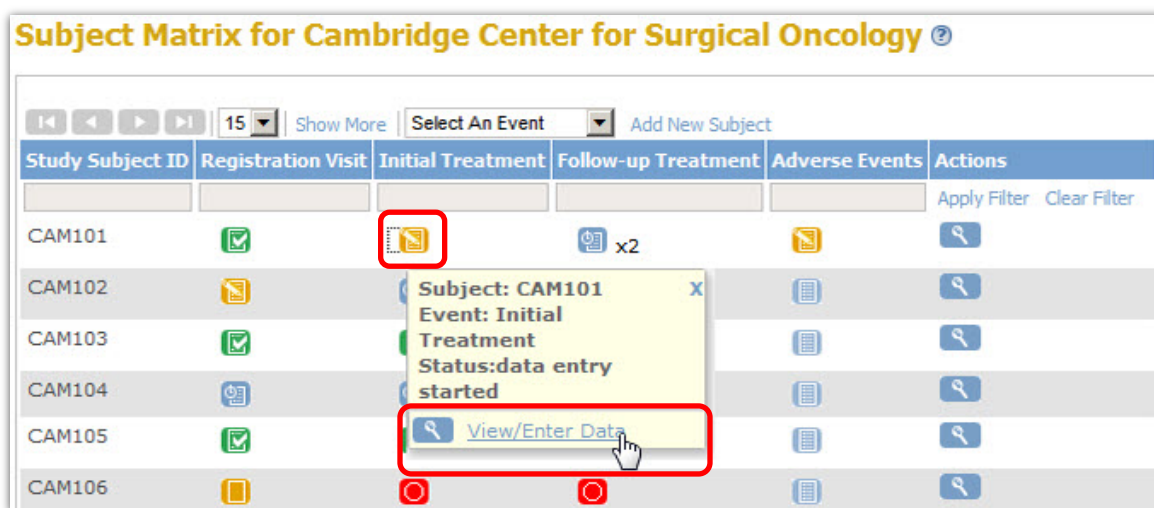 Subject Matrix for Cambridge Center for Surgical Oncology ?
15 Show More Select An Event Add New Subject
Study Subject ID Registration Visit Initial Treatment Follow-up Treatment Adverse Events Actions
Apply Filter Clear Filter
CAM101 x2
CAM102
CAM103
CAM104
CAM105
CAM106
Subject: CAM101 X
Event: Initial
Treatment
Status:data entry
started
View/Enter Data